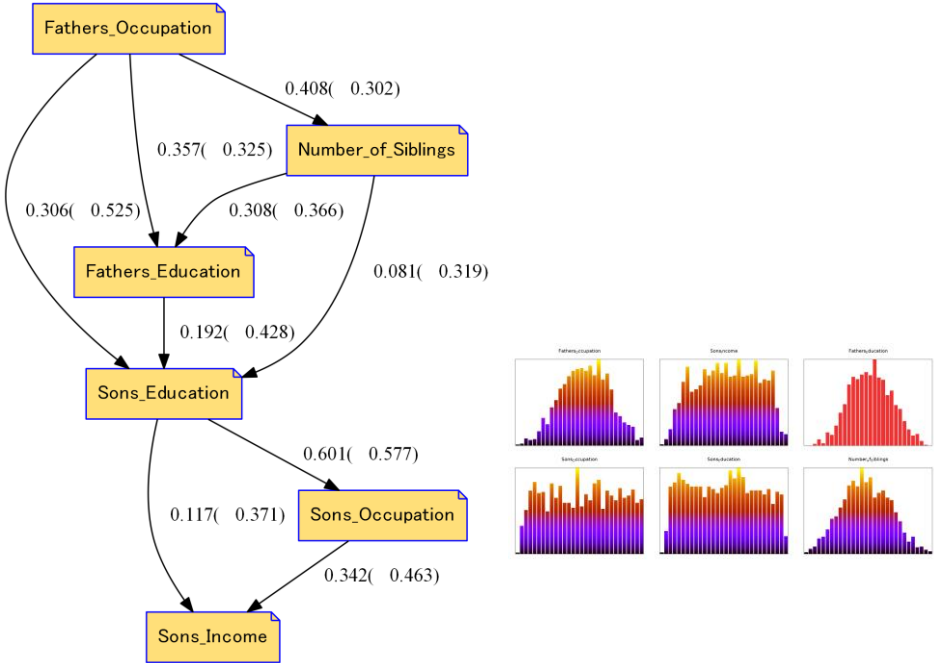 Fathers_Occupation
0.408( 0.302)
Number_of_Siblings
0.357( 0.325)
0.306( 0.525)
0.308( 0.366)
Fathers_Education
0.081( 0.319)
0.192( 0.428)
Sons_Education
0.601( 0.577)
0.117( 0.371)
Sons_Occupation
0.342( 0.463)
Sons_Income